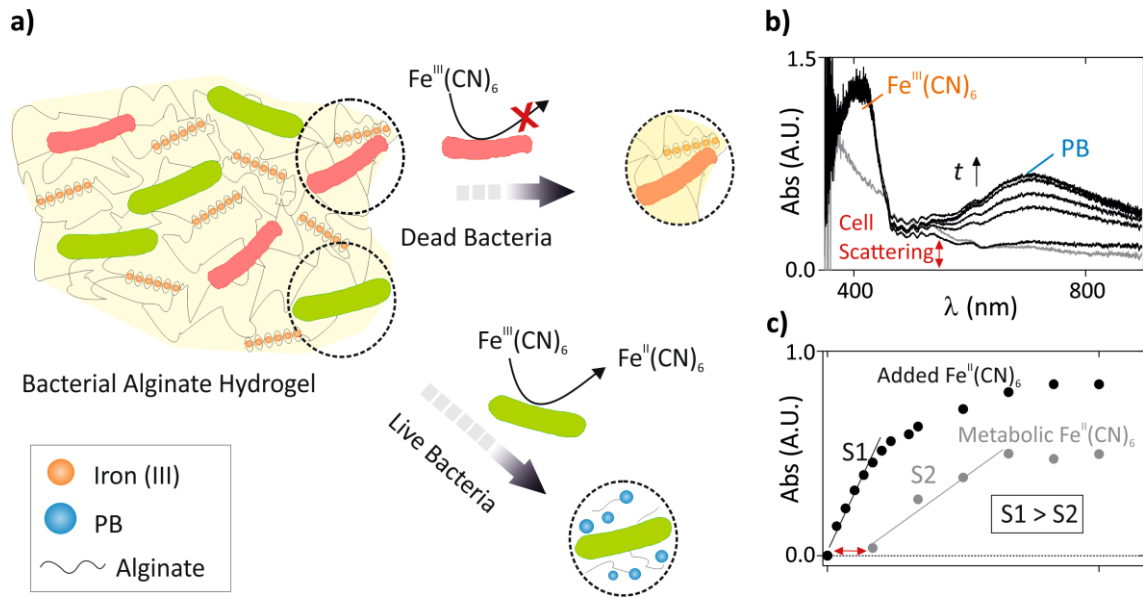 a)
Fe^III(CN)₆
X
Dead Bacteria
Bacterial Alginate Hydrogel
Fe^III(CN)₆
Fe^II(CN)₆
Live Bacteria
Iron (III)
PB
Alginate
b)
1.5
Fe^III(CN)₆
PB
t
Abs (A.U.)
Cell
Scattering
0.0
400
800
λ (nm)
c)
1.0
Added Fe^II(CN)₆
Metabolic Fe^II(CN)₆
S1
S2
Abs (A.U.)
S1 > S2
0.0